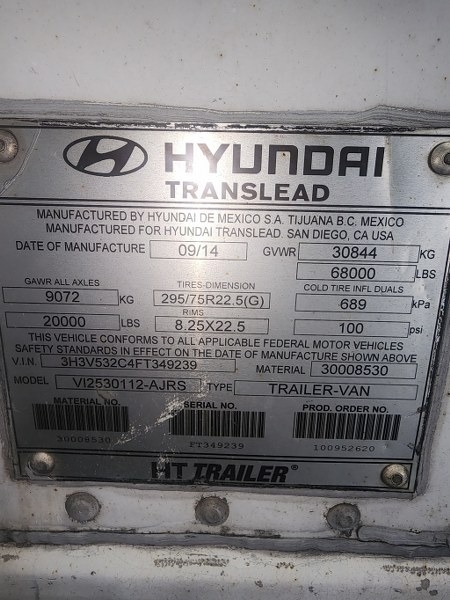 HYUNDAI
TRANSLEAD
MANUFACTURED BY HYUNDAI DE MEXICO S.A. TIJUANA B.C. MEXICO
MANUFACTURED FOR HYUNDAI TRANSLEAD. SAN DIEGO, CA USA
DATE OF MANUFACTURE 09/14 GVWR 30844 KG
68000 LBS
GAWR ALL AXLES TIRES-DIMENSION COLD TIRE INFL DUALS
9072 KG 295/75R22.5(G) 689 kPa
RIMS
20000 LBS 8.25X22.5 100 psi
THIS VEHICLE CONFORMS TO ALL APPLICABLE FEDERAL MOTOR VEHICLES
SAFETY STANDARDS IN EFFECT ON THE DATE OF MANUFACTURE SHOWN ABOVE
V.I.N. 3H3V532C4FT349239 MATERIAL 30008530
MODEL VI2530112-AJRS TYPE TRAILER-VAN
MATERIAL NO. SERIAL NO. PROD. ORDER NO.
30008530 FT349239 100952620
HT TRAILER®